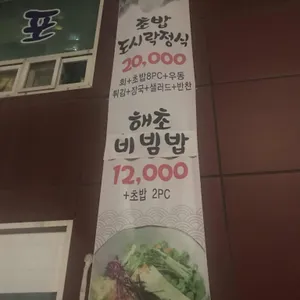 포
초밥
도시락정식
20,000
회+초밥8PC+우동
튀김+장국+샐러드+반찬
해초
비빔밥
12,000
+초밥 2PC